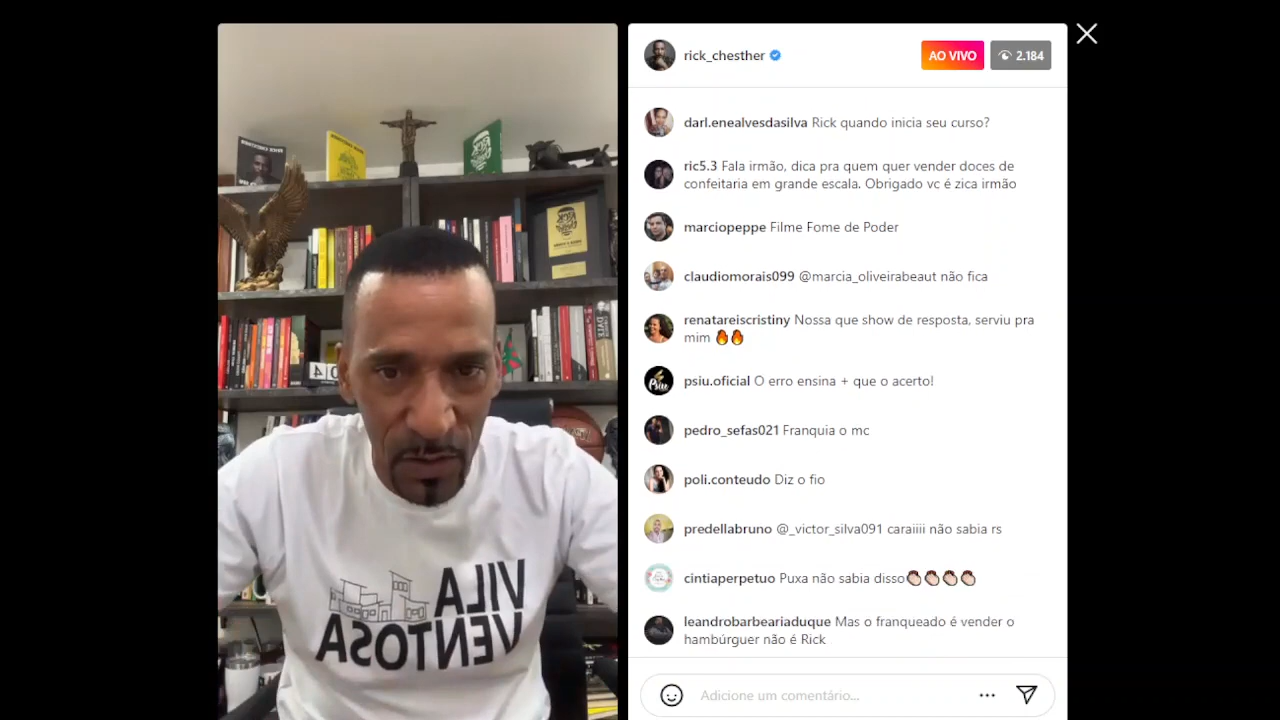 rick_chesther
AO VIVO
2.184
darl.enealvesdasilva Rick quando inicia seu curso?
ric5.3 Fala irmão, dica pra quem quer vender doces de
confeitaria em grande escala. Obrigado vc é zica irmão
marciopeppe Filme Fome de Poder
claudiomorais099 @marcia_oliveirabeaut não fica
renatareiscristiny Nossa que show de resposta, serviu pra
mim 🔥🔥
psiu.oficial O erro ensina + que o acerto!
pedro_sefas021 Franquia o mc
poli.conteudo Diz o fio
predellabruno @_victor_silva091 caraiiii não sabia rs
cintiaperpetuo Puxa não sabia disso👏🏻👏🏻👏🏻👏🏻
leandrobarbeariaduque Mas o franqueado é vender o
hambúrguer não é Rick
Adicione um comentário...
VILA
VENTOSA